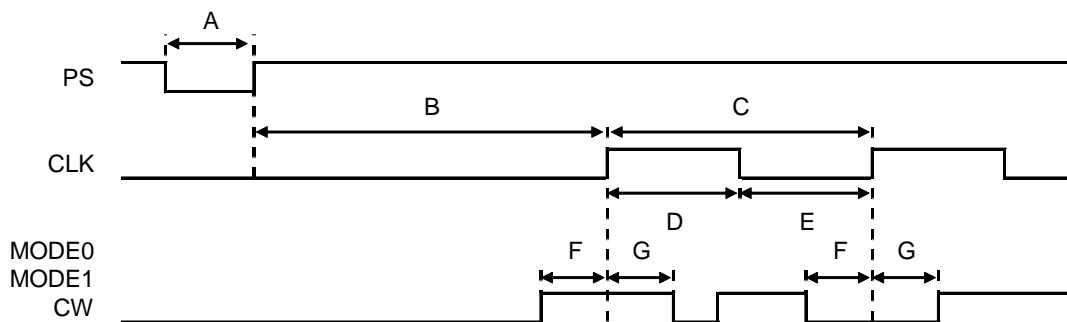 A
PS
B C
CLK
D E
MODE0 F G F G
MODE1
CW